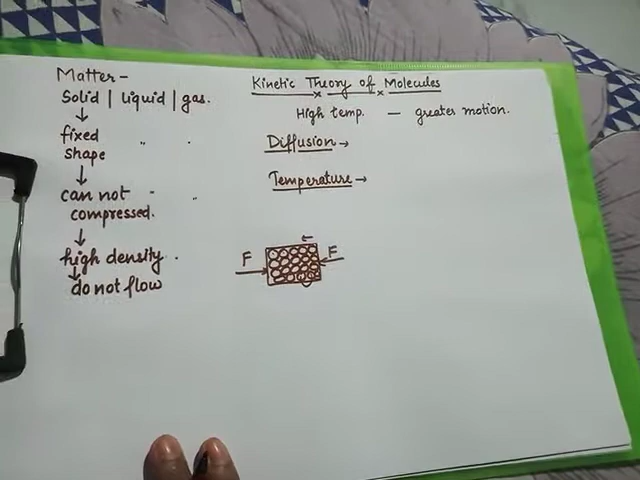 Matter-
Solid | liquid | gas.
fixed
shape
can not
compressed.
high density
do not flow
Kinetic Theory of Molecules
High temp. — greater motion.
Diffusion →
Temperature →
F
F